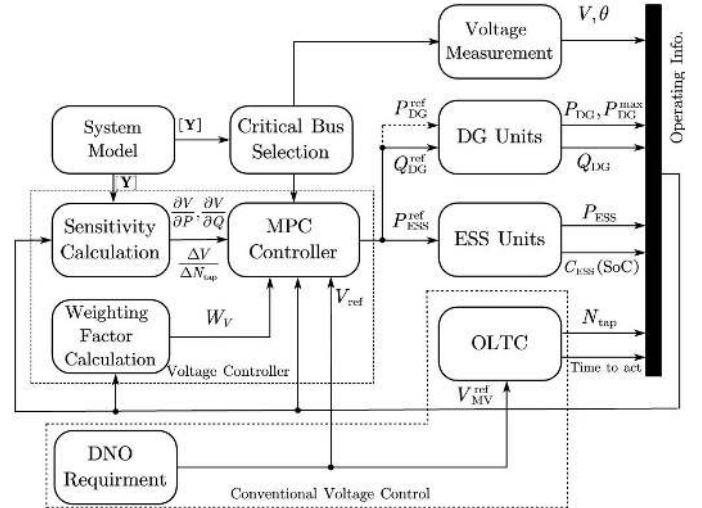 Voltage
Measurement
V, θ
Operating Info.
System
Model
[Y]
Critical Bus
Selection
P_DG^ref
DG Units
P_DG, P_DG^max
Q_DG^ref
Q_DG
[Y]
Sensitivity
Calculation
∂V/∂P, ∂V/∂Q
ΔV/ΔN_tap
MPC
Controller
P_ESS^ref
ESS Units
P_ESS
C_ESS(SoC)
V_ref
Weighting
Factor
Calculation
W_V
Voltage Controller
OLTC
N_tap
Time to act
V_MV^ref
DNO
Requirment
Conventional Voltage Control